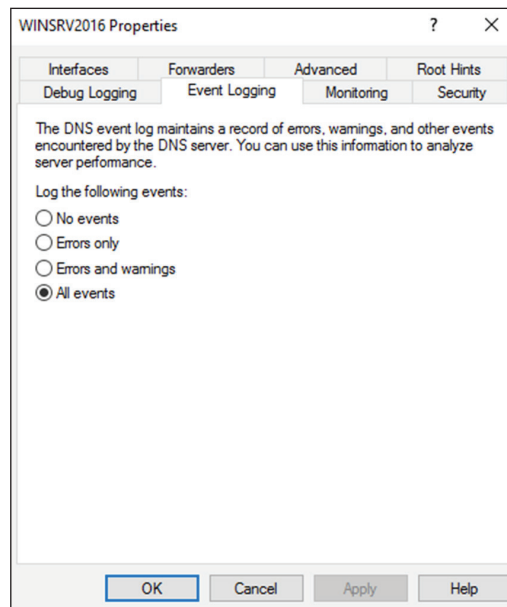 WINSRV2016 Properties
?
Interfaces Forwarders Advanced Root Hints
Debug Logging Event Logging Monitoring Security
The DNS event log maintains a record of errors, warnings, and other events
encountered by the DNS server. You can use this information to analyze
server performance.
Log the following events:
No events
Errors only
Errors and warnings
All events
OK Cancel Apply Help